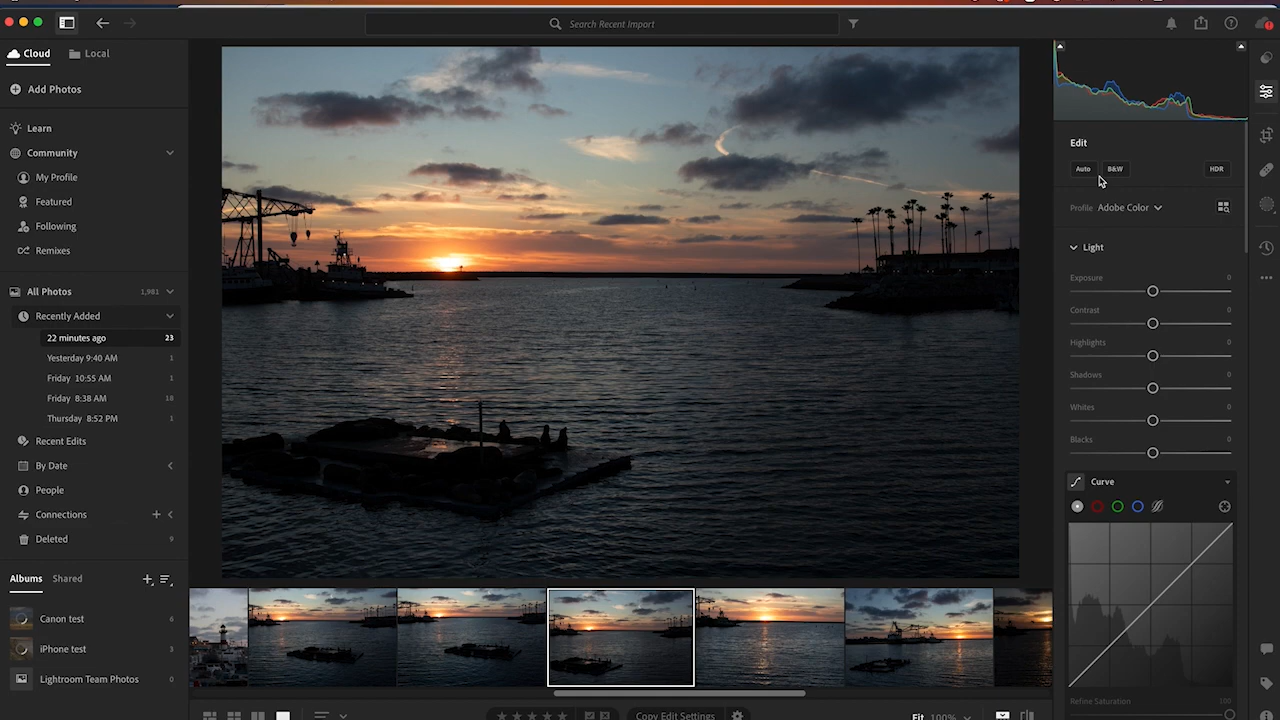 Search Recent Import
Cloud
Local
Add Photos
Learn
Community
My Profile
Featured
Following
Remixes
All Photos 1,981
Recently Added
22 minutes ago 23
Yesterday 9:40 AM 1
Friday 10:55 AM 1
Friday 8:38 AM 18
Thursday 8:52 PM 1
Recent Edits
By Date
People
Connections
Deleted 9
Albums
Shared
Canon test 6
iPhone test 3
Lightroom Team Photos 0
Copy Edit Settings
Fit 100%
Edit
Auto
B&W
HDR
Profile Adobe Color
Light
Exposure 0
Contrast 0
Highlights 0
Shadows 0
Whites 0
Blacks 0
Curve
Refine Saturation 100